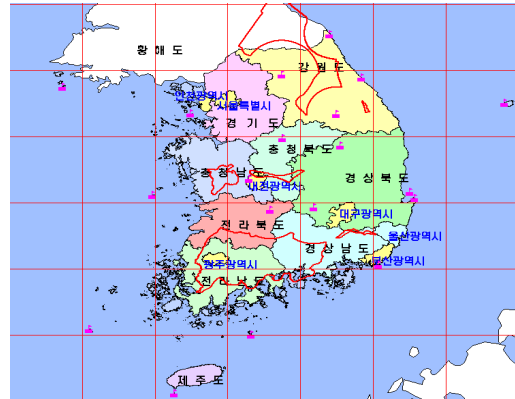 황 해 도
강 원 도
인천광역시
서울특별시
경 기 도
충 청 북 도
충 청 남 도
경 상 북 도
대전광역시
대구광역시
전 라 북 도
울산광역시
경 상 남 도
부산광역시
광주광역시
전 라 남 도
제 주 도